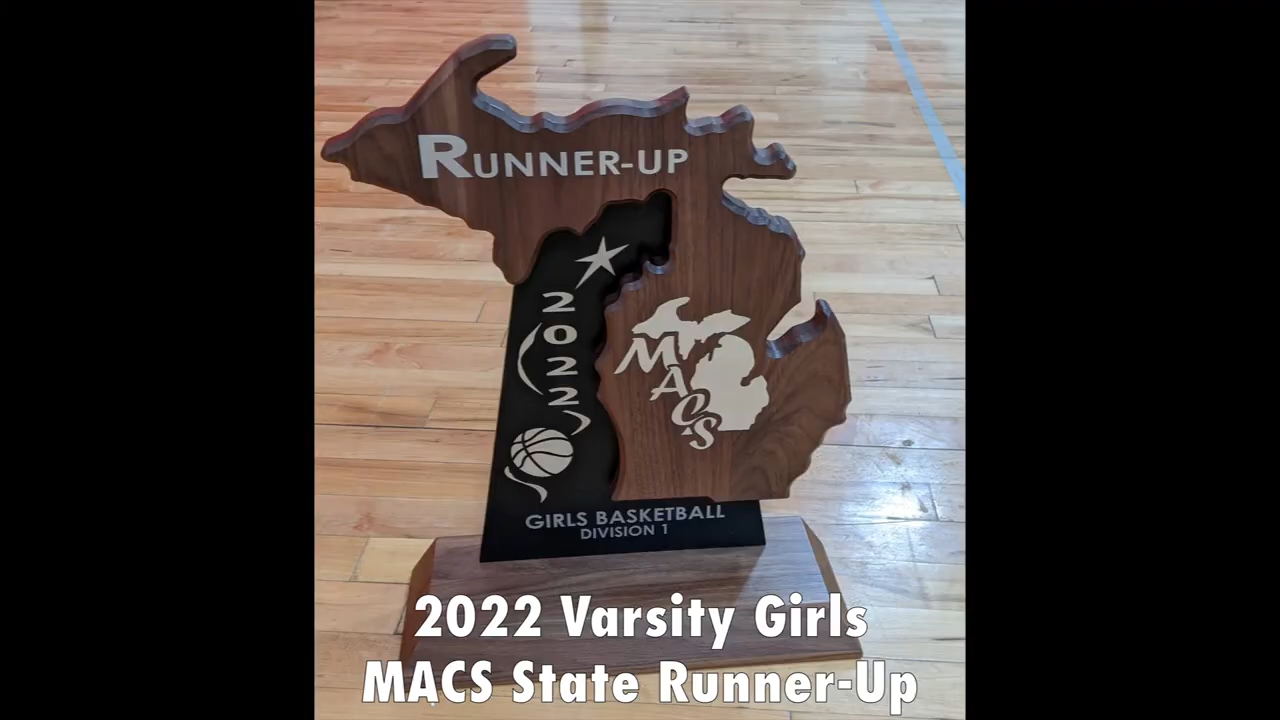 RUNNER-UP
2022
MACS
GIRLS BASKETBALL
DIVISION 1
2022 Varsity Girls
MACS State Runner-Up